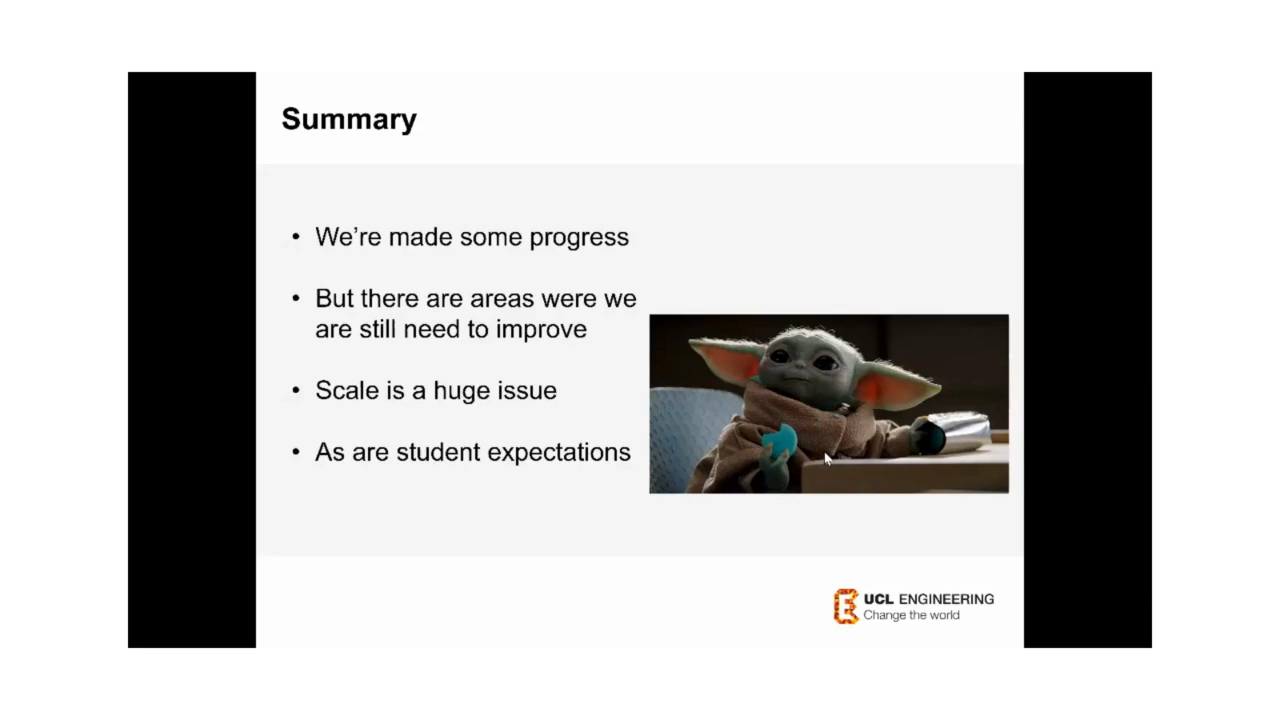 Summary
• We’re made some progress
• But there are areas were we
are still need to improve
• Scale is a huge issue
• As are student expectations
UCL ENGINEERING
Change the world